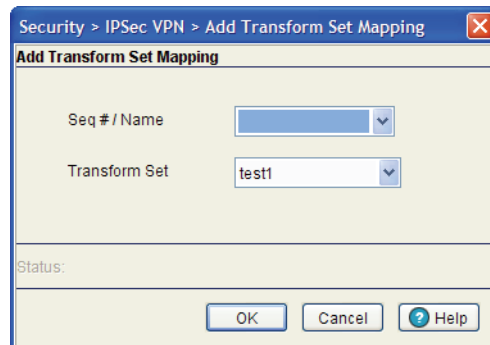 Security > IPSec VPN > Add Transform Set Mapping
Add Transform Set Mapping
Seq # / Name
Transform Set test1
Status:
OK Cancel ? Help